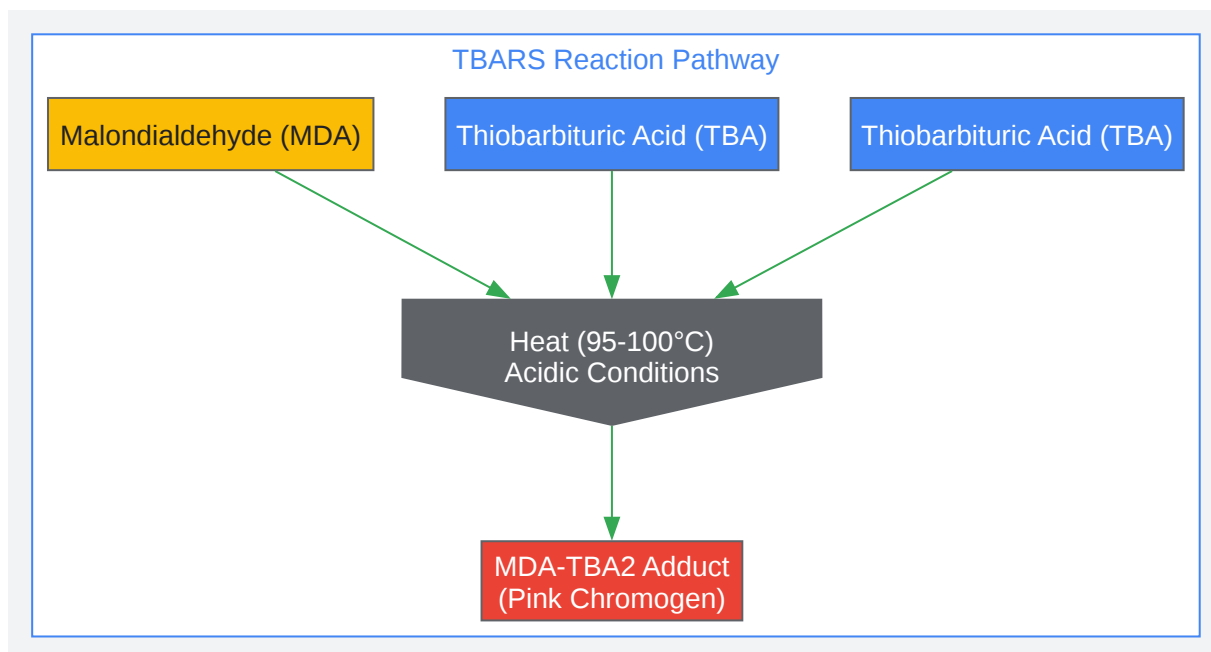 TBARS Reaction Pathway
Malondialdehyde (MDA)
Thiobarbituric Acid (TBA)
Thiobarbituric Acid (TBA)
Heat (95-100°C)
Acidic Conditions
MDA-TBA2 Adduct
(Pink Chromogen)